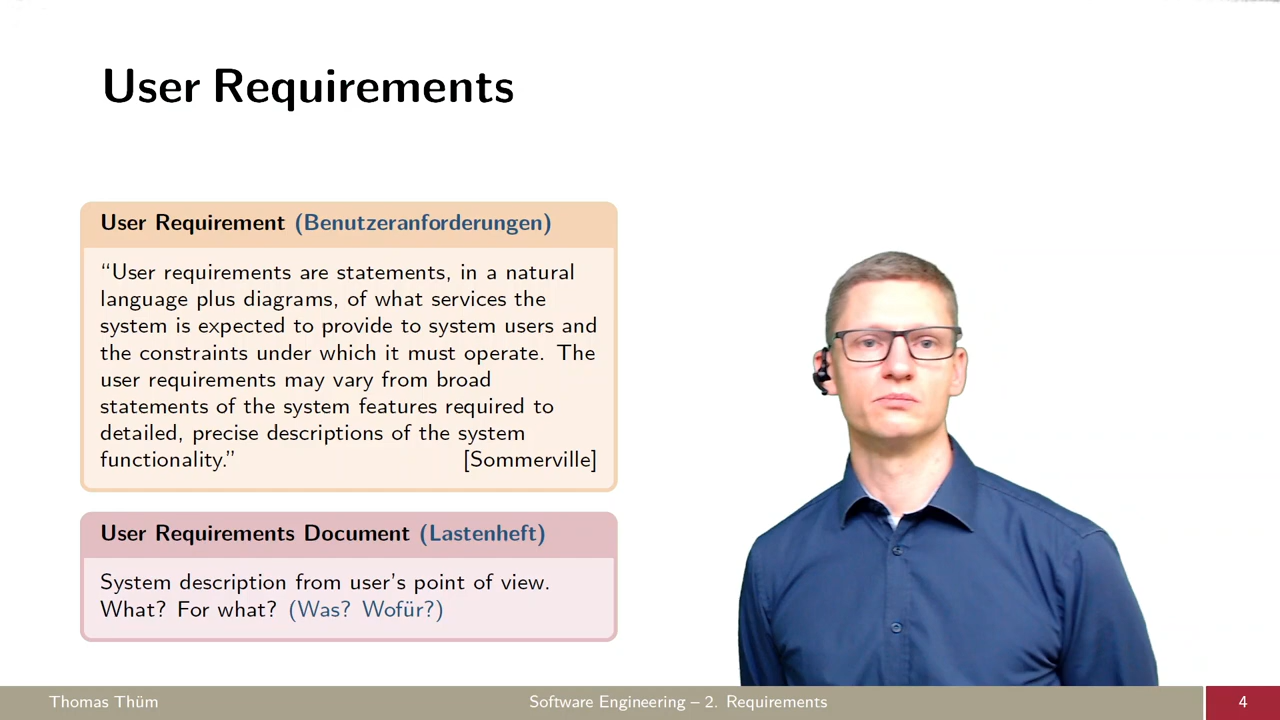 User Requirements
User Requirement (Benutzeranforderungen)
“User requirements are statements, in a natural
language plus diagrams, of what services the
system is expected to provide to system users and
the constraints under which it must operate. The
user requirements may vary from broad
statements of the system features required to
detailed, precise descriptions of the system
functionality.” [Sommerville]
User Requirements Document (Lastenheft)
System description from user’s point of view.
What? For what? (Was? Wofür?)
Thomas Thüm Software Engineering – 2. Requirements 4